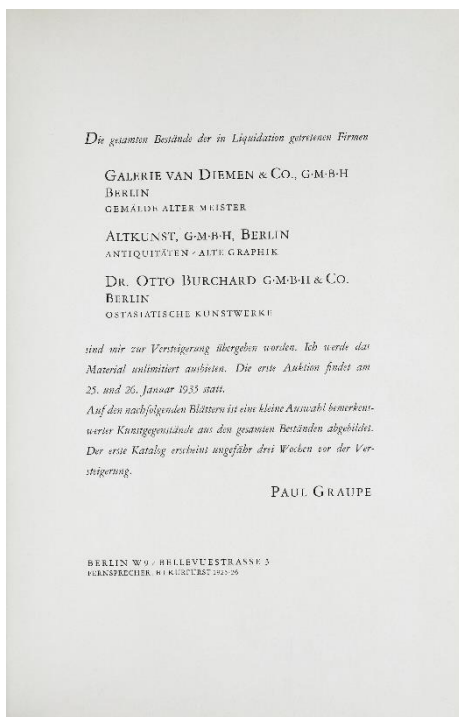 Die gesamten Bestände der in Liquidation getretenen Firmen
GALERIE VAN DIEMEN & CO., G·M·B·H
BERLIN
GEMÄLDE ALTER MEISTER
ALTKUNST, G·M·B·H, BERLIN
ANTIQUITÄTEN / ALTE GRAPHIK
DR. OTTO BURCHARD G·M·B·H & CO.
BERLIN
OSTASIATISCHE KUNSTWERKE
sind mir zur Versteigerung übergeben worden. Ich werde das
Material unlimitiert ausbieten. Die erste Auktion findet am
25. und 26. Januar 1935 statt.
Auf den nachfolgenden Blättern ist eine kleine Auswahl bemerkens-
werter Kunstgegenstände aus den gesamten Beständen abgebildet.
Der erste Katalog erscheint ungefähr drei Wochen vor der Ver-
steigerung.
PAUL GRAUPE
BERLIN W 9 / BELLEVUESTRASSE 3
FERNSPRECHER: KURFÜRST